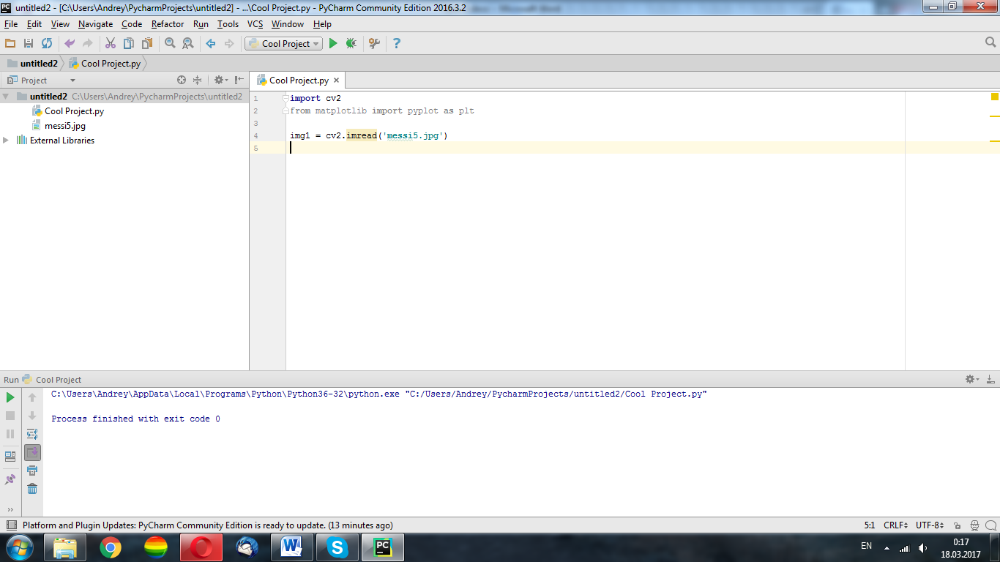 untitled2 - [C:\Users\Andrey\PycharmProjects\untitled2] - ...\Cool Project.py - PyCharm Community Edition 2016.3.2
File Edit View Navigate Code Refactor Run Tools VCS Window Help
Cool Project
untitled2 Cool Project.py
Project
Cool Project.py
untitled2 C:\Users\Andrey\PycharmProjects\untitled2
Cool Project.py
messi5.jpg
External Libraries
1 import cv2
2 from matplotlib import pyplot as plt
3
4 img1 = cv2.imread('messi5.jpg')
5
Run Cool Project
C:\Users\Andrey\AppData\Local\Programs\Python\Python36-32\python.exe "C:/Users/Andrey/PycharmProjects/untitled2/Cool Project.py"
Process finished with exit code 0
Platform and Plugin Updates: PyCharm Community Edition is ready to update. (13 minutes ago)
5:1 CRLF UTF-8
EN
0:17
18.03.2017